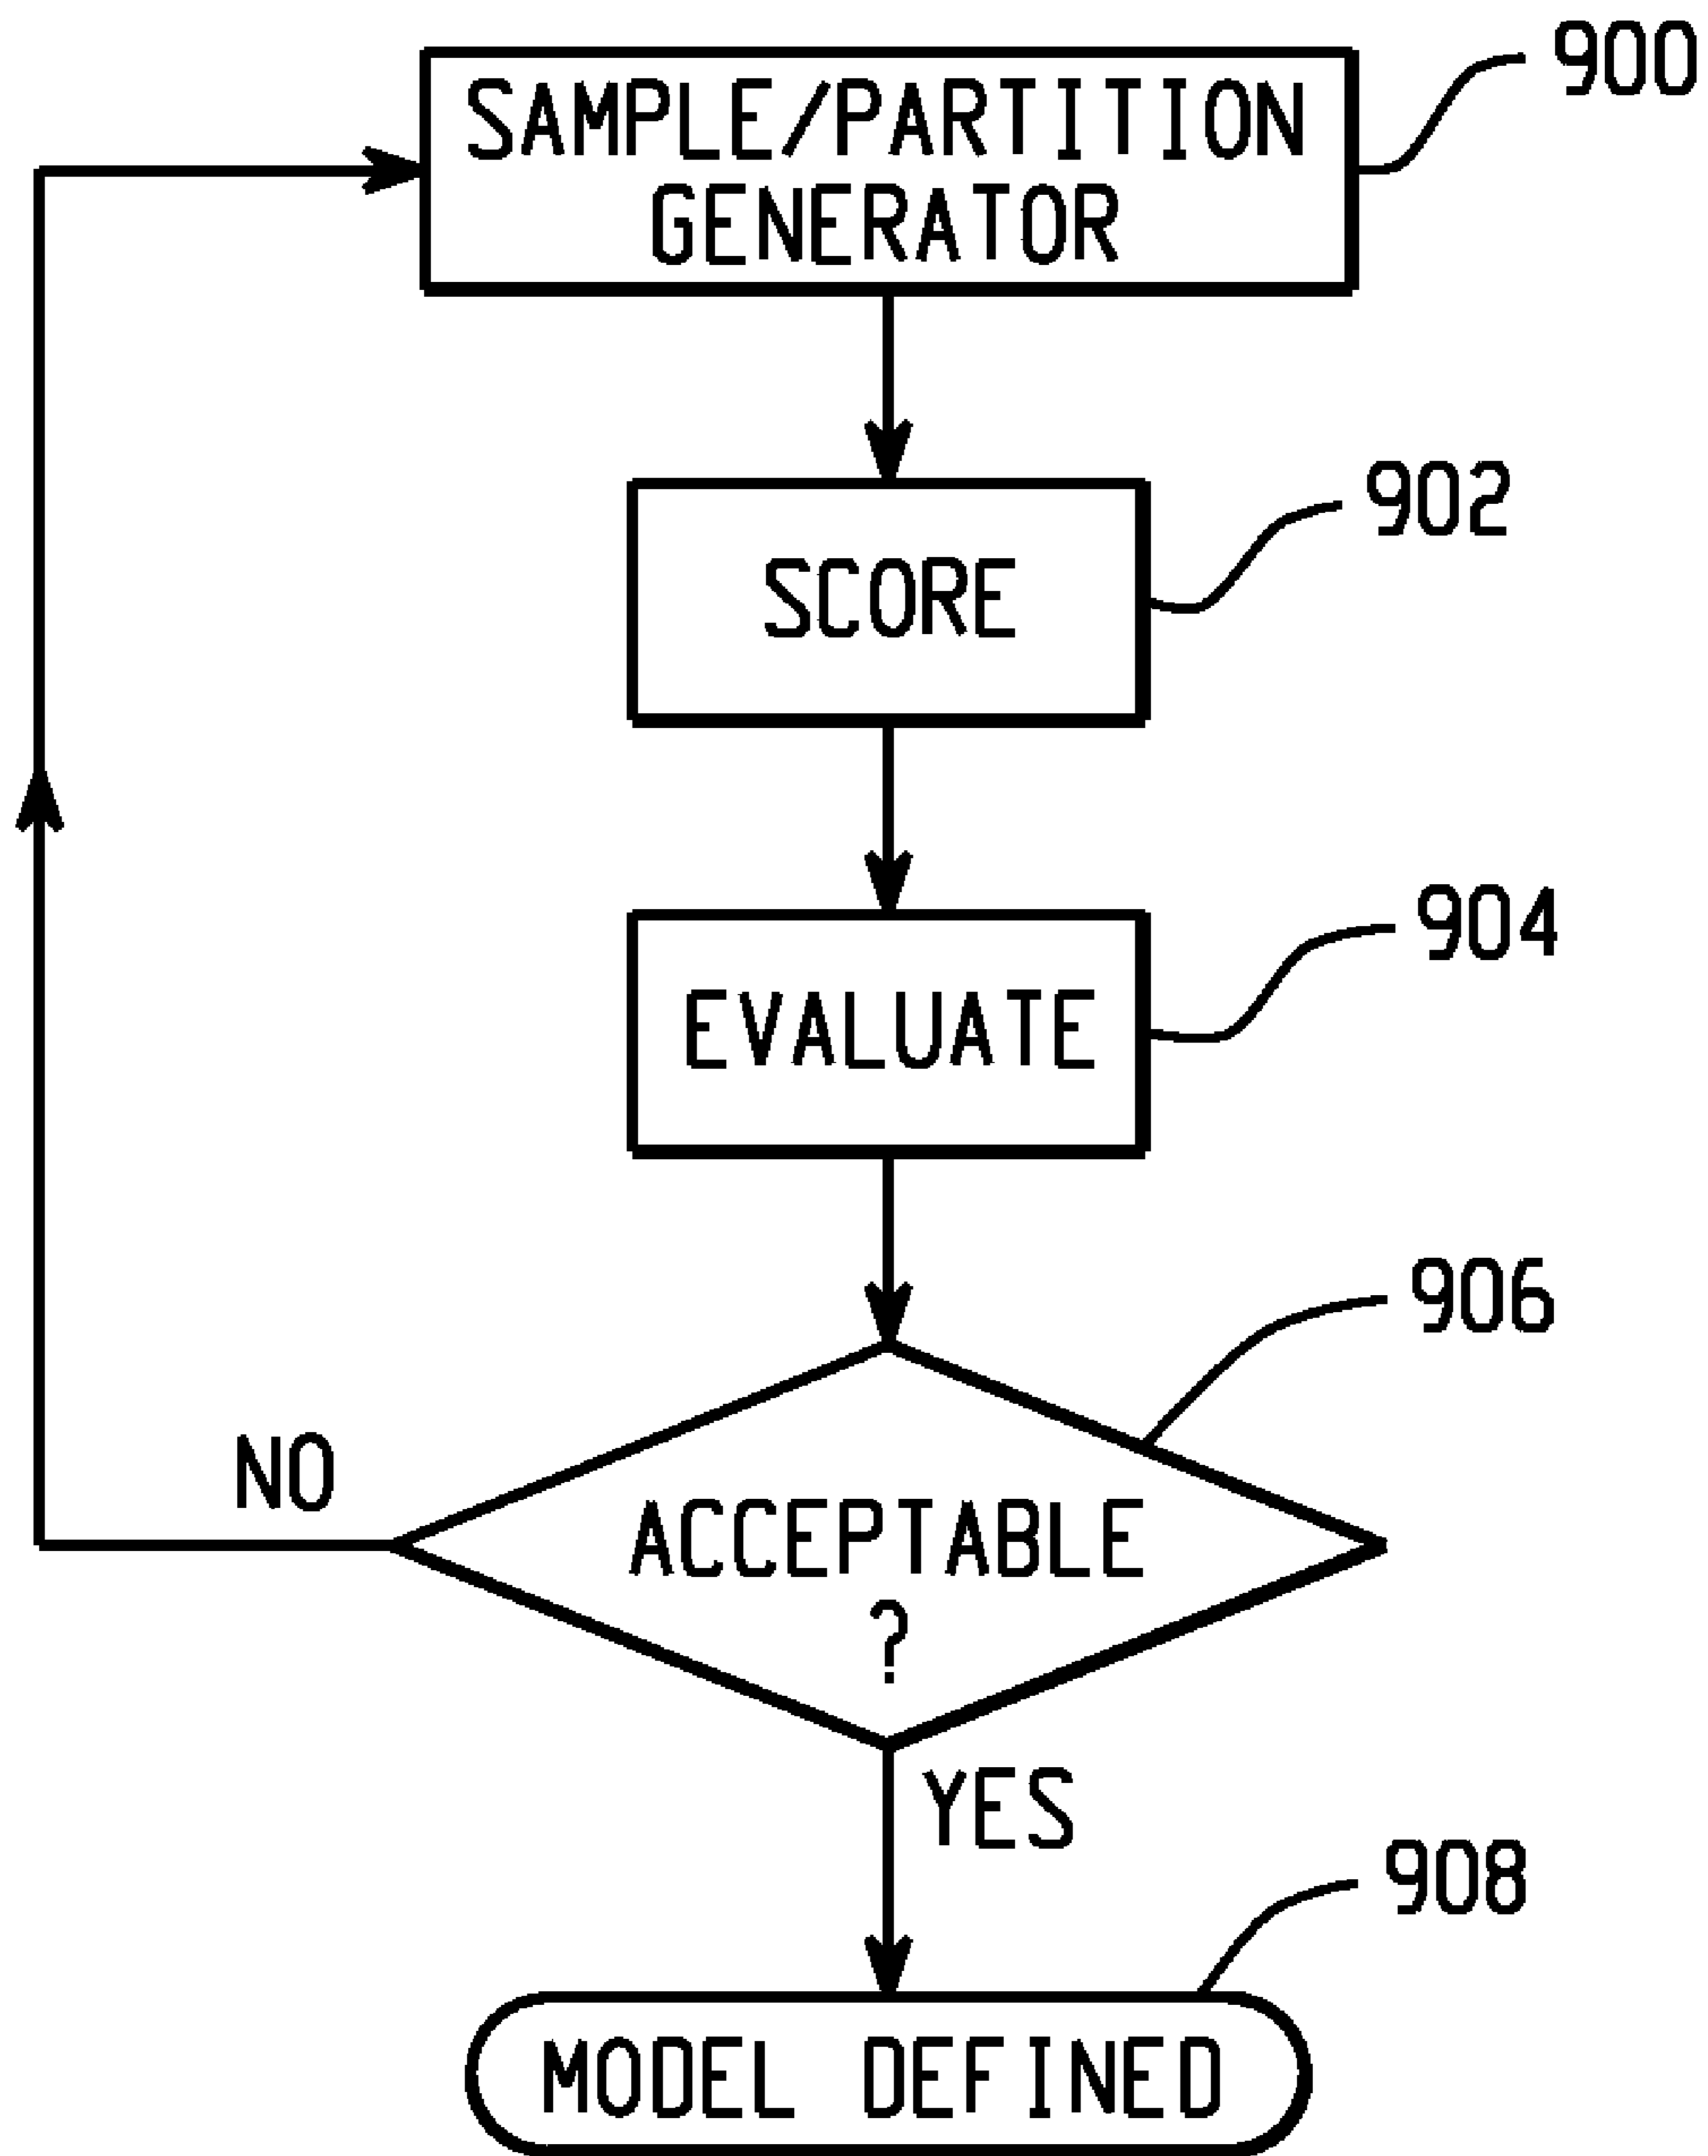 900
SAMPLE/PARTITION
GENERATOR
902
SCORE
904
EVALUATE
906
NO
ACCEPTABLE
?
YES
908
MODEL DEFINED